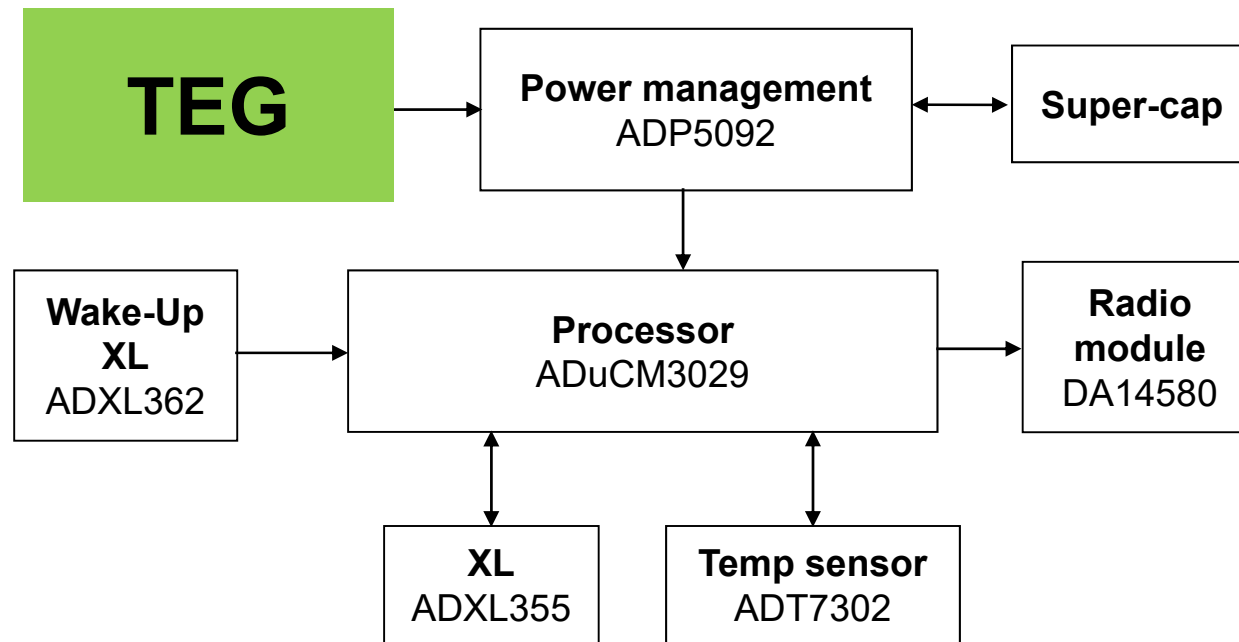 TEG
Power management
ADP5092
Super-cap
Wake-Up
XL
ADXL362
Processor
ADuCM3029
Radio
module
DA14580
XL
ADXL355
Temp sensor
ADT7302